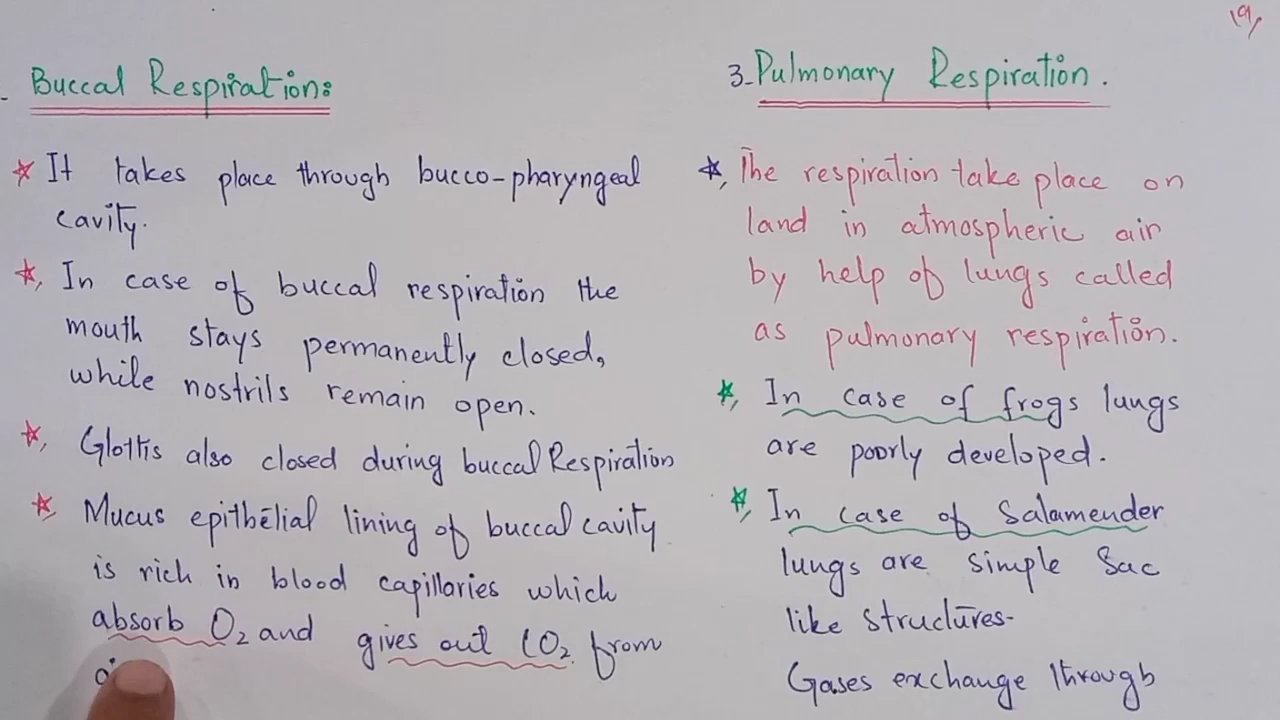 Buccal Respiration:
* It takes place through bucco-pharyngeal
cavity.
*, In case of buccal respiration the
mouth stays permanently closed,
while nostrils remain open.
*, Glottis also closed during buccal Respiration
*, Mucus epithelial lining of buccal cavity
is rich in blood capillaries which
absorb O2 and gives out CO2 from
19/
3-Pulmonary Respiration.
*, The respiration take place on
land in atmospheric air
by help of lungs called
as pulmonary respiration.
*, In case of frogs lungs
are poorly developed.
*, In case of Salamender
lungs are simple Sac
like structures-
Gases exchange through